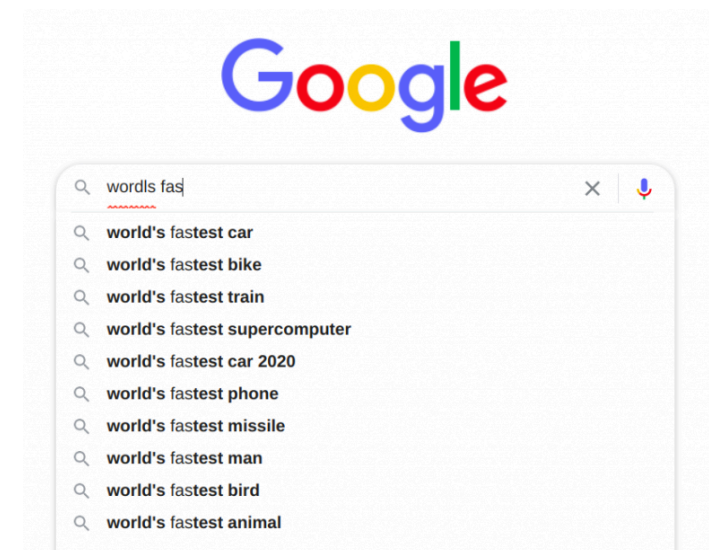 Google
wordls fas
world's fastest car
world's fastest bike
world's fastest train
world's fastest supercomputer
world's fastest car 2020
world's fastest phone
world's fastest missile
world's fastest man
world's fastest bird
world's fastest animal